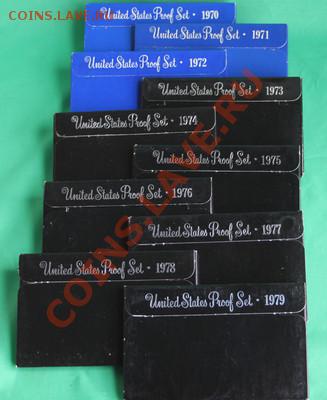 COINS.LAVE.RU
United States Proof Set · 1970
United States Proof Set · 1971
United States Proof Set · 1972
United States Proof Set · 1973
United States Proof Set · 1974
United States Proof Set · 1975
United States Proof Set · 1976
United States Proof Set · 1977
United States Proof Set · 1978
United States Proof Set · 1979
COINS.LAVE.RU